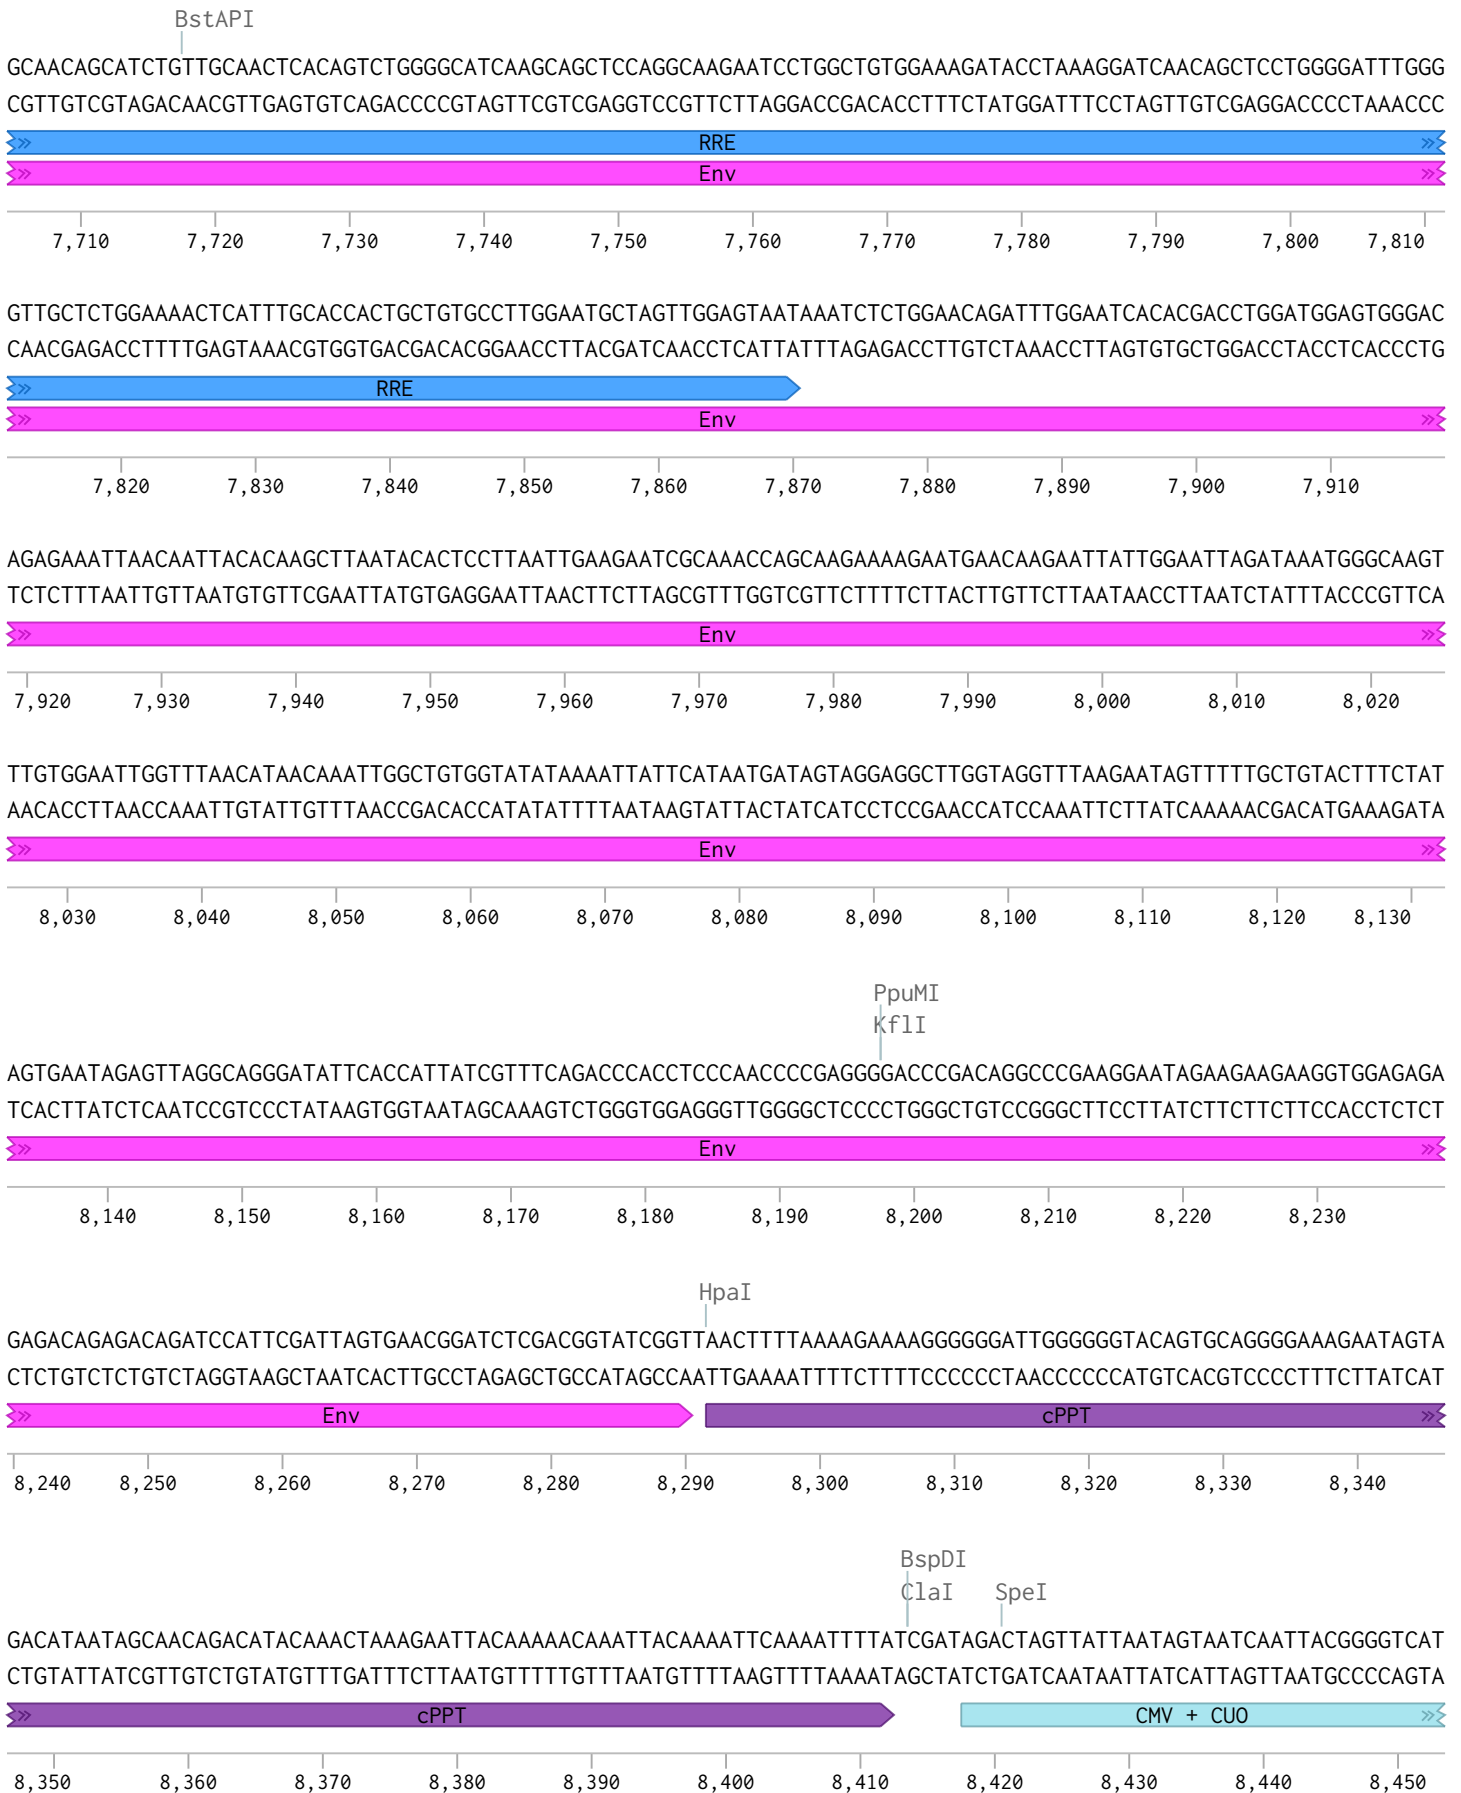 BstAPI
GCAACAGCATCTGTTGCAACTCACAGTCTGGGGCATCAAGCAGCTCCAGGCAAGAATCCTGGCTGTGGAAAGATACCTAAAGGATCAACAGCTCCTGGGGATTTGGG
CGTTGTCGTAGACAACGTTGAGTGTCAGACCCCGTAGTTCGTCGAGGTCCGTTCTTAGGACCGACACCTTTCTATGGATTTCCTAGTTGTCGAGGACCCCTAAACCC
RRE
Env
7,710 7,720 7,730 7,740 7,750 7,760 7,770 7,780 7,790 7,800 7,810
GTTGCTCTGGAAAACTCATTTGCACCACTGCTGTGCCTTGGAATGCTAGTTGGAGTAATAAATCTCTGGAACAGATTTGGAATCACACGACCTGGATGGAGTGGGAC
CAACGAGACCTTTTGAGTAAACGTGGTGACGACACGGAACCTTACGATCAACCTCATTATTTAGAGACCTTGTCTAAACCTTAGTGTGCTGGACCTACCTCACCCTG
RRE
Env
7,820 7,830 7,840 7,850 7,860 7,870 7,880 7,890 7,900 7,910
AGAGAAATTAACAATTACACAAGCTTAATACACTCCTTAATTGAAGAATCGCAAACCAGCAAGAAAAGAATGAACAAGAATTATTGGAATTAGATAAATGGGCAAGT
TCTCTTTAATTGTTAATGTGTTCGAATTATGTGAGGAATTAACTTCTTAGCGTTTGGTCGTTCTTTTCTTACTTGTTCTTAATAACCTTAATCTATTTACCCGTTCA
Env
7,920 7,930 7,940 7,950 7,960 7,970 7,980 7,990 8,000 8,010 8,020
TTGTGGAATTGGTTTAACATAACAAATTGGCTGTGGTATATAAAATTATTCATAATGATAGTAGGAGGCTTGGTAGGTTTAAGAATAGTTTTTGCTGTACTTTCTAT
AACACCTTAACCAAATTGTATTGTTTAACCGACACCATATATTTTAATAAGTATTACTATCATCCTCCGAACCATCCAAATTCTTATCAAAAACGACATGAAAGATA
Env
8,030 8,040 8,050 8,060 8,070 8,080 8,090 8,100 8,110 8,120 8,130
PpuMI
KflI
AGTGAATAGAGTTAGGCAGGGATATTCACCATTATCGTTTCAGACCCACCTCCCAACCCCGAGGGGACCCGACAGGCCCGAAGGAATAGAAGAAGAAGGTGGAGAGA
TCACTTATCTCAATCCGTCCCTATAAGTGGTAATAGCAAAGTCTGGGTGGAGGGTTGGGGCTCCCCTGGGCTGTCCGGGCTTCCTTATCTTCTTCTTCCACCTCTCT
Env
8,140 8,150 8,160 8,170 8,180 8,190 8,200 8,210 8,220 8,230
HpaI
GAGACAGAGACAGATCCATTCGATTAGTGAACGGATCTCGACGGTATCGGTTAACTTTTAAAAGAAAAGGGGGGATTGGGGGGTACAGTGCAGGGGAAAGAATAGTA
CTCTGTCTCTGTCTAGGTAAGCTAATCACTTGCCTAGAGCTGCCATAGCCAATTGAAAATTTTCTTTTCCCCCCTAACCCCCCATGTCACGTCCCCTTTCTTATCAT
Env
cPPT
8,240 8,250 8,260 8,270 8,280 8,290 8,300 8,310 8,320 8,330 8,340
BspDI
ClaI SpeI
GACATAATAGCAACAGACATACAAACTAAAGAATTACAAAAACAAATTACAAAATTCAAAATTTTATCGATAGACTAGTTATTAATAGTAATCAATTACGGGGTCAT
CTGTATTATCGTTGTCTGTATGTTTGATTTCTTAATGTTTTTGTTTAATGTTTTAAGTTTTAAAATAGCTATCTGATCAATAATTATCATTAGTTAATGCCCCAGTA
cPPT
CMV + CUO
8,350 8,360 8,370 8,380 8,390 8,400 8,410 8,420 8,430 8,440 8,450